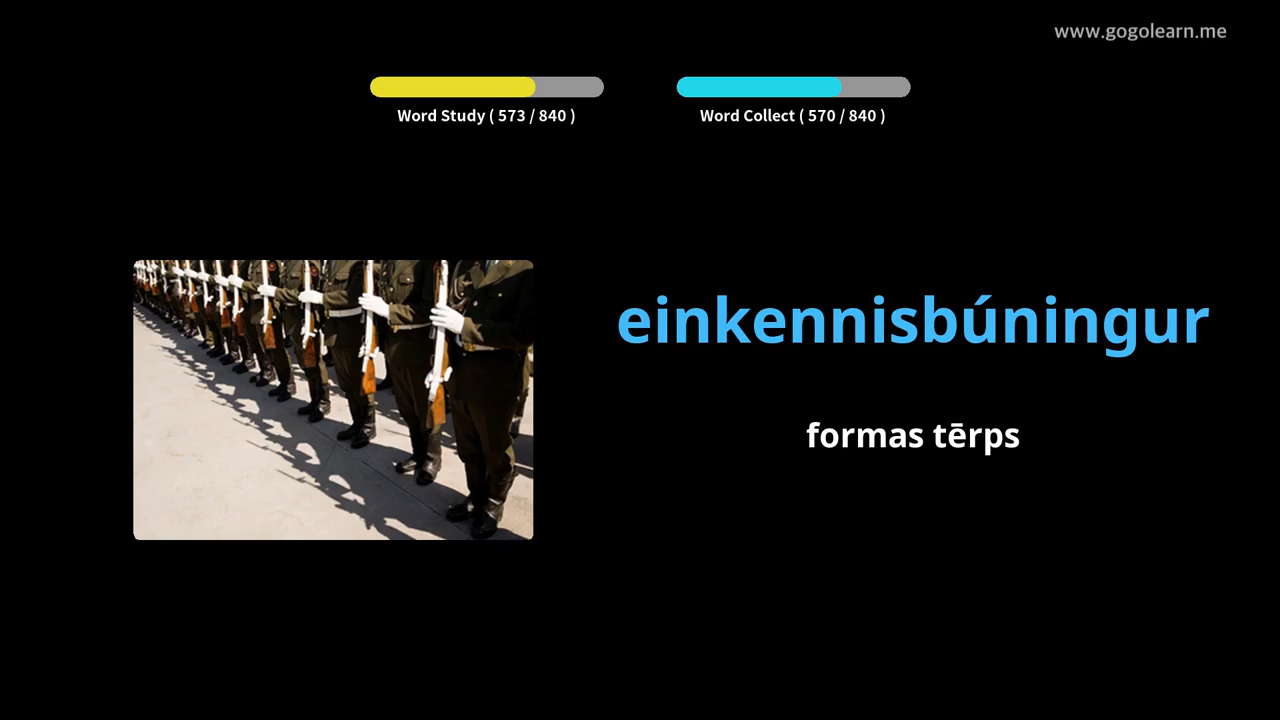 www.gogolearn.me
Word Study ( 573 / 840 )
Word Collect ( 570 / 840 )
einkennisbúningur
formas tērps